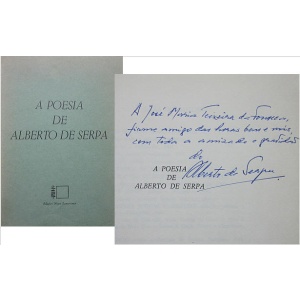 A POESIA
DE
ALBERTO DE SERPA
A José Maria Teixeira da Fonseca,
firme amigo das horas boas e más,
com toda a amizade e gratidão
de
Alberto de Serpa
A POESIA
DE
ALBERTO DE SERPA